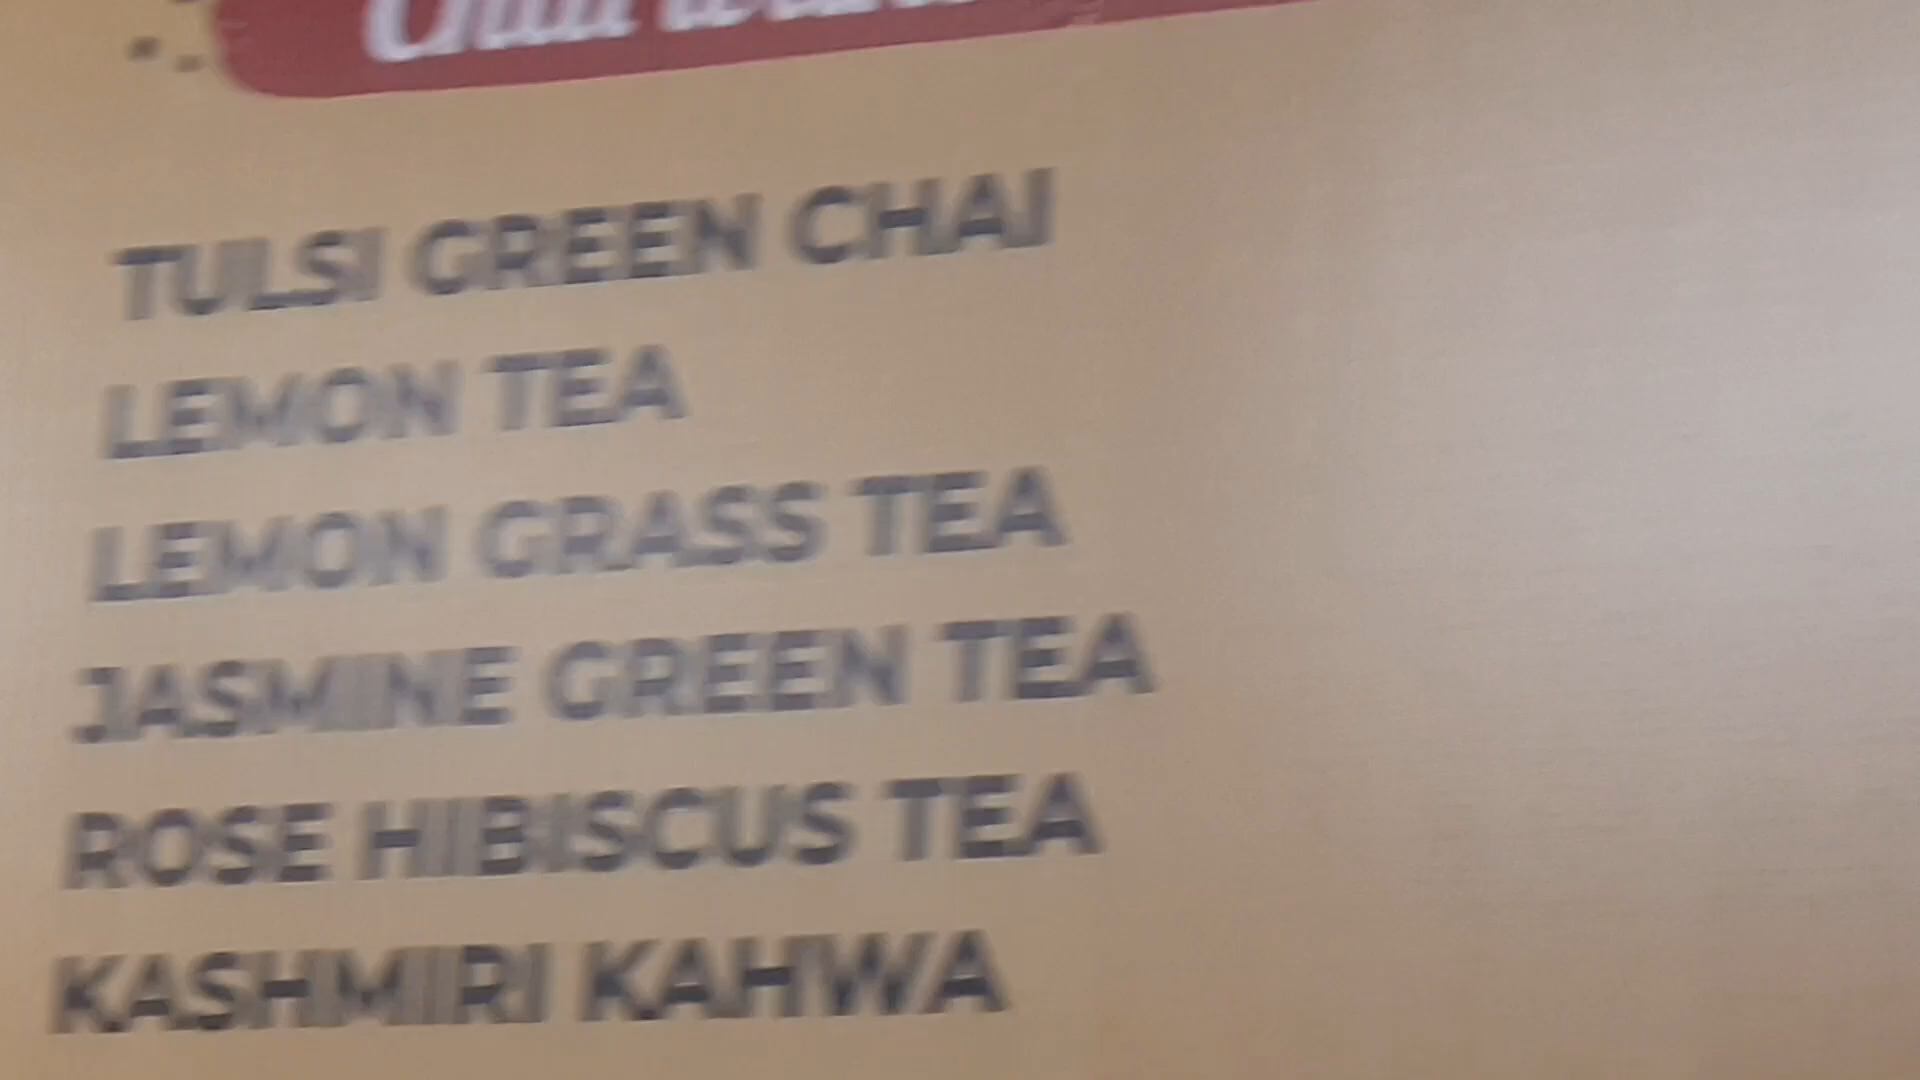 TULSI GREEN CHAI
LEMON TEA
LEMON GRASS TEA
JASMINE GREEN TEA
ROSE HIBISCUS TEA
KASHMIRI KAHWA